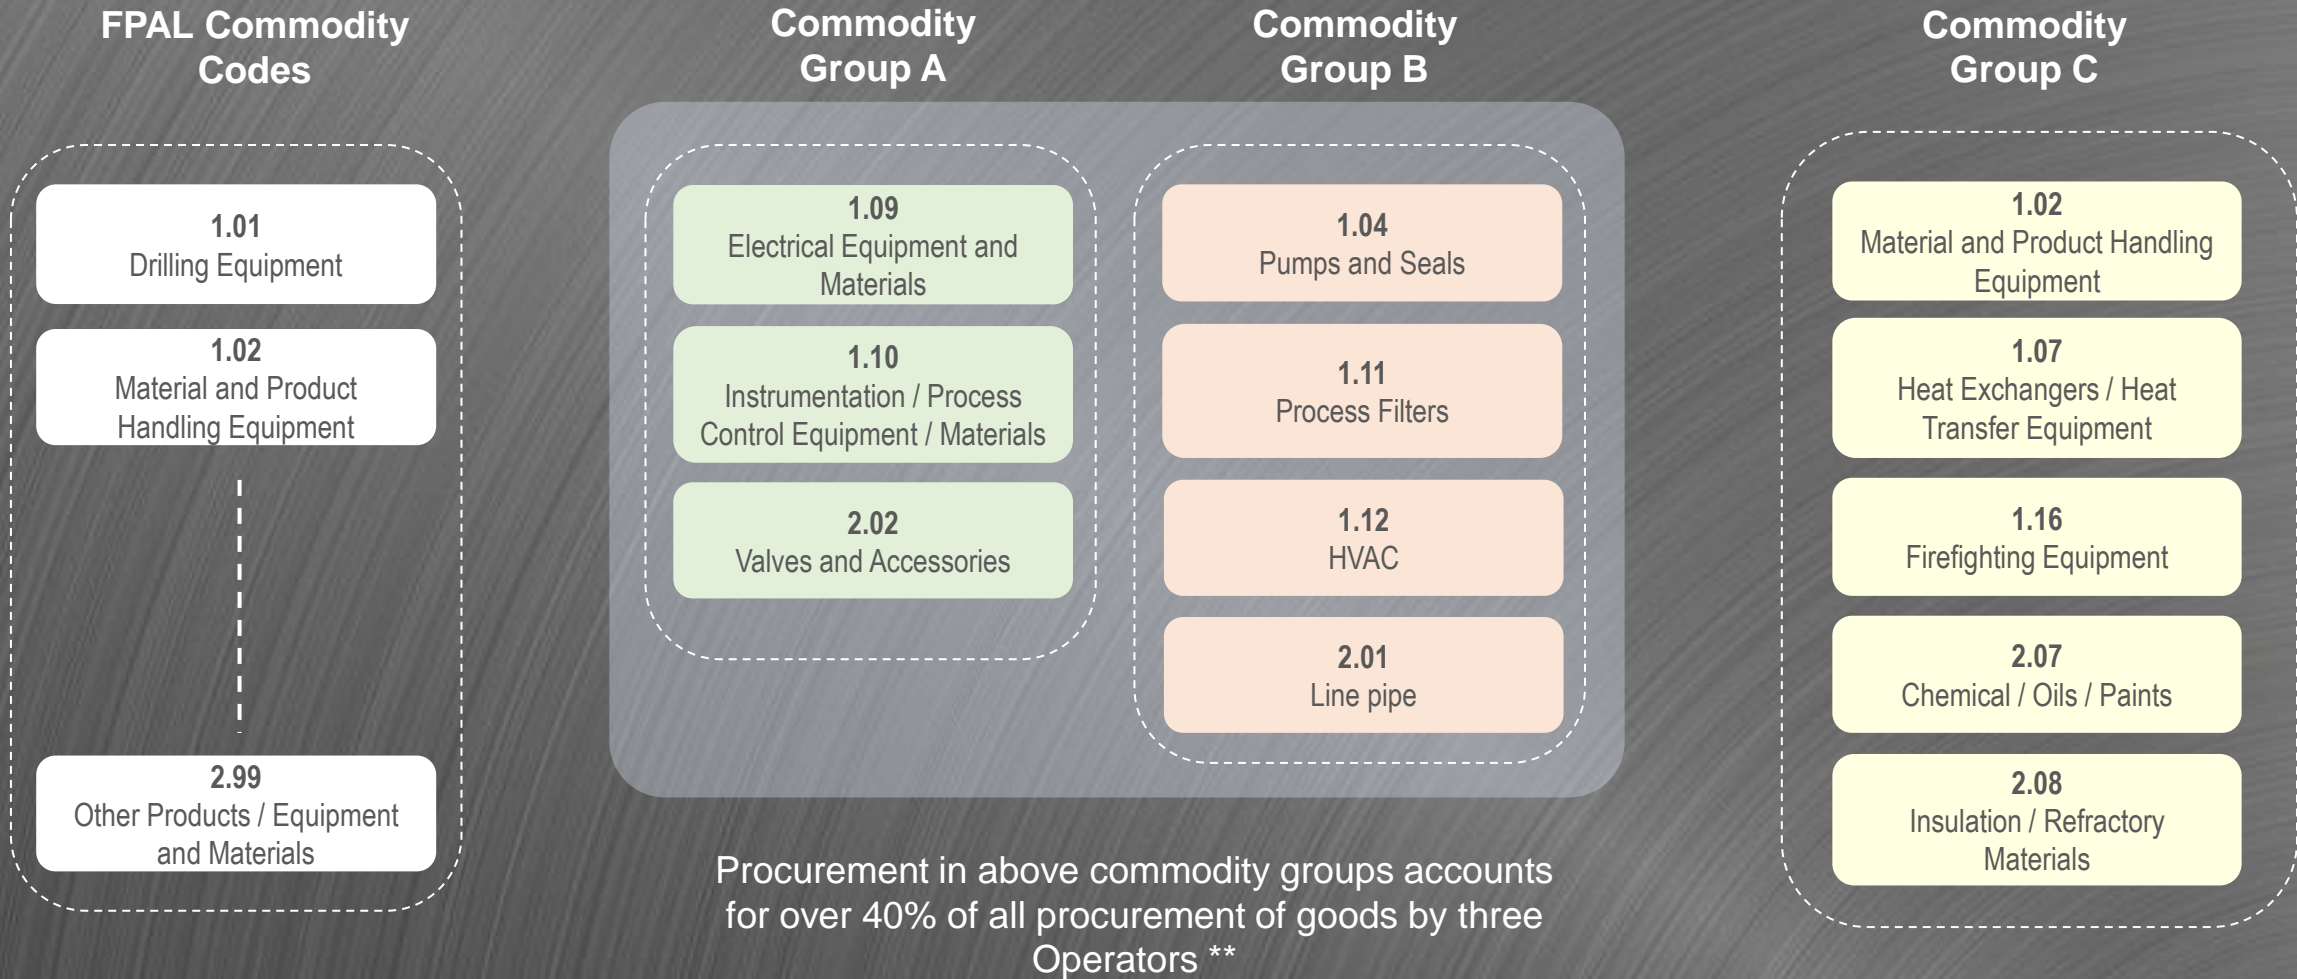 FPAL Commodity
Codes
1.01
Drilling Equipment
1.02
Material and Product
Handling Equipment
2.99
Other Products / Equipment
and Materials
Commodity
Group A
1.09
Electrical Equipment and
Materials
1.10
Instrumentation / Process
Control Equipment / Materials
2.02
Valves and Accessories
Commodity
Group B
1.04
Pumps and Seals
1.11
Process Filters
1.12
HVAC
2.01
Line pipe
Procurement in above commodity groups accounts
for over 40% of all procurement of goods by three
Operators **
Commodity
Group C
1.02
Material and Product Handling
Equipment
1.07
Heat Exchangers / Heat
Transfer Equipment
1.16
Firefighting Equipment
2.07
Chemical / Oils / Paints
2.08
Insulation / Refractory
Materials